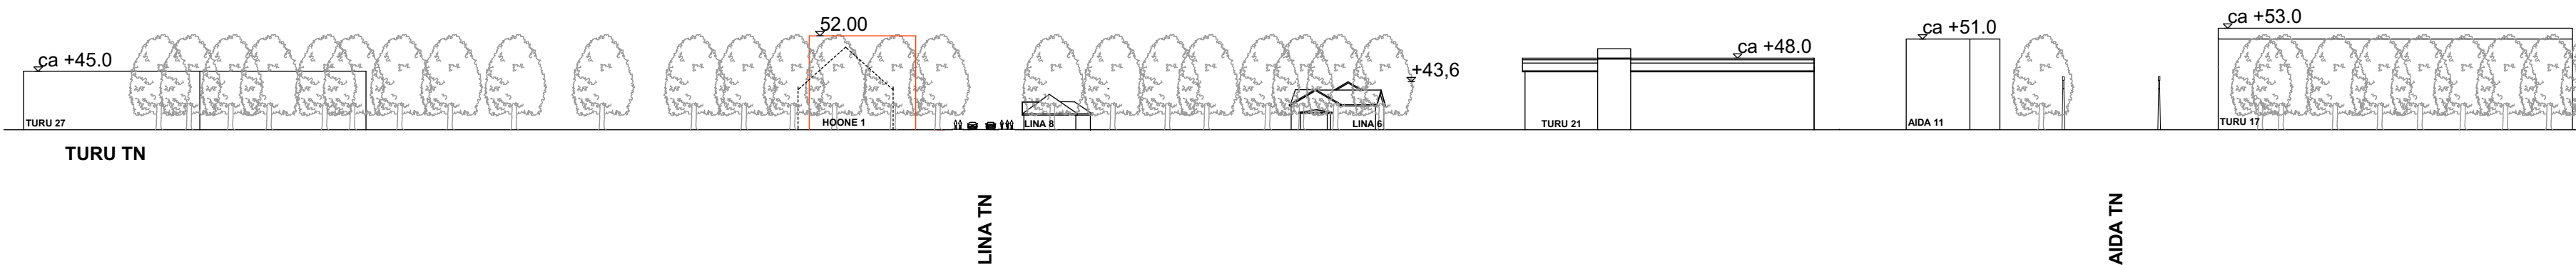 ca +45.0
52.00
+43,6
ca +48.0
ca +51.0
ca +53.0
TURU 27
HOONE 1
LINA 8
LINA 6
TURU 21
AIDA 11
TURU 17
TURU TN
LINA TN
AIDA TN